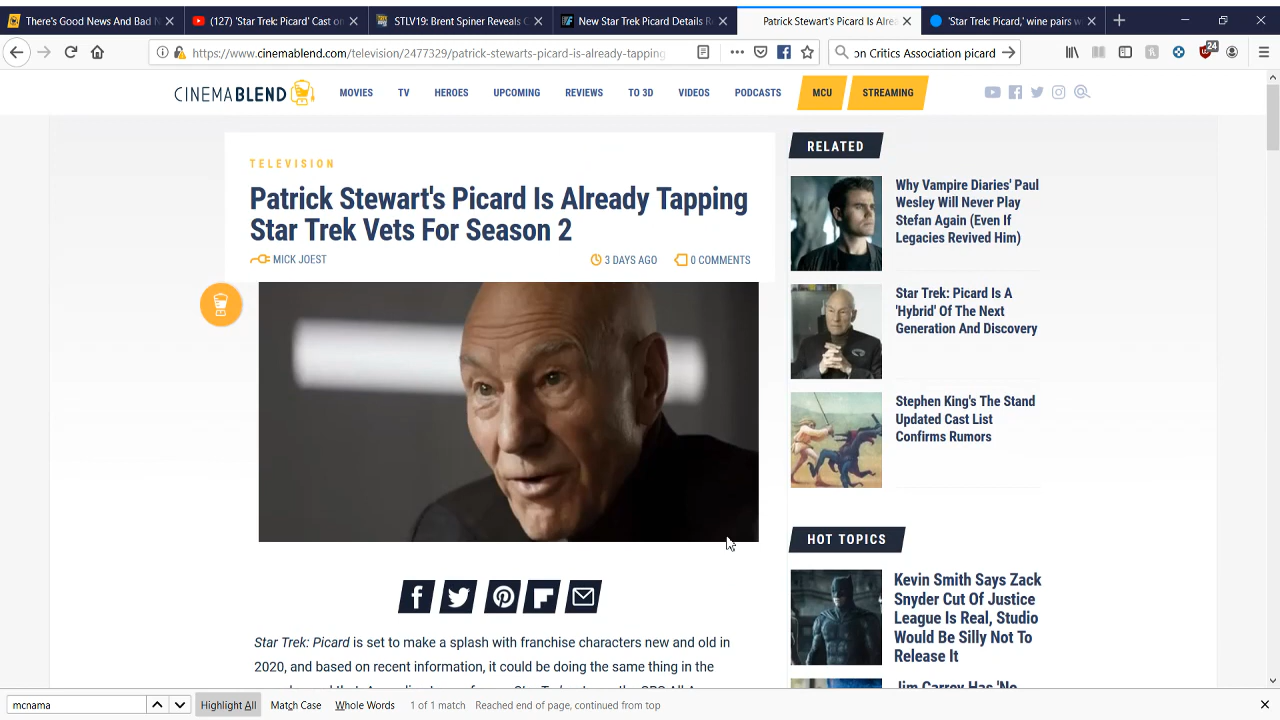 There's Good News And Bad N
(127) 'Star Trek: Picard' Cast on
STLV19: Brent Spiner Reveals C
New Star Trek Picard Details Re
Patrick Stewart's Picard Is Alrea
'Star Trek: Picard,' wine pairs w
https://www.cinemablend.com/television/2477329/patrick-stewarts-picard-is-already-tapping
on Critics Association picard
24
CINEMABLEND
MOVIES
TV
HEROES
UPCOMING
REVIEWS
TO 3D
VIDEOS
PODCASTS
MCU
STREAMING
TELEVISION
Patrick Stewart's Picard Is Already Tapping
Star Trek Vets For Season 2
MICK JOEST
3 DAYS AGO
0 COMMENTS
Star Trek: Picard is set to make a splash with franchise characters new and old in
2020, and based on recent information, it could be doing the same thing in the
RELATED
Why Vampire Diaries' Paul
Wesley Will Never Play
Stefan Again (Even If
Legacies Revived Him)
Star Trek: Picard Is A
'Hybrid' Of The Next
Generation And Discovery
Stephen King's The Stand
Updated Cast List
Confirms Rumors
HOT TOPICS
Kevin Smith Says Zack
Snyder Cut Of Justice
League Is Real, Studio
Would Be Silly Not To
Release It
Jim Carrey Has 'No
mcnama
Highlight All
Match Case
Whole Words
1 of 1 match
Reached end of page, continued from top